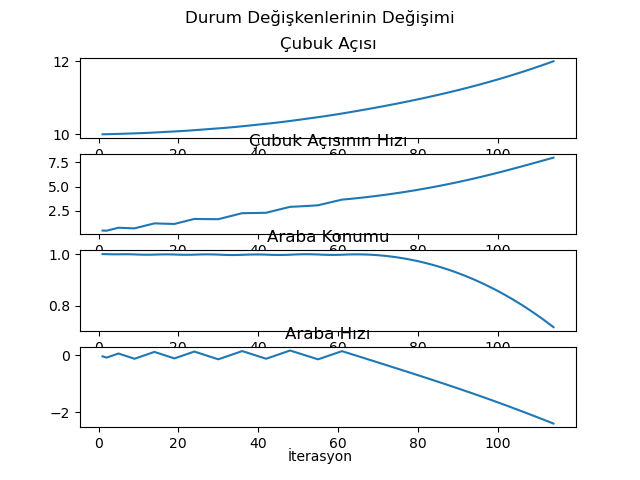 Durum Değişkenlerinin Değişimi
Çubuk Açısı
12
10
0 20 40 60 80 100
Çubuk Açısının Hızı
7.5
5.0
2.5
0 20 40 60 80 100
Araba Konumu
1.0
0.8
0 20 40 60 80 100
Araba Hızı
0
−2
0 20 40 60 80 100
İterasyon